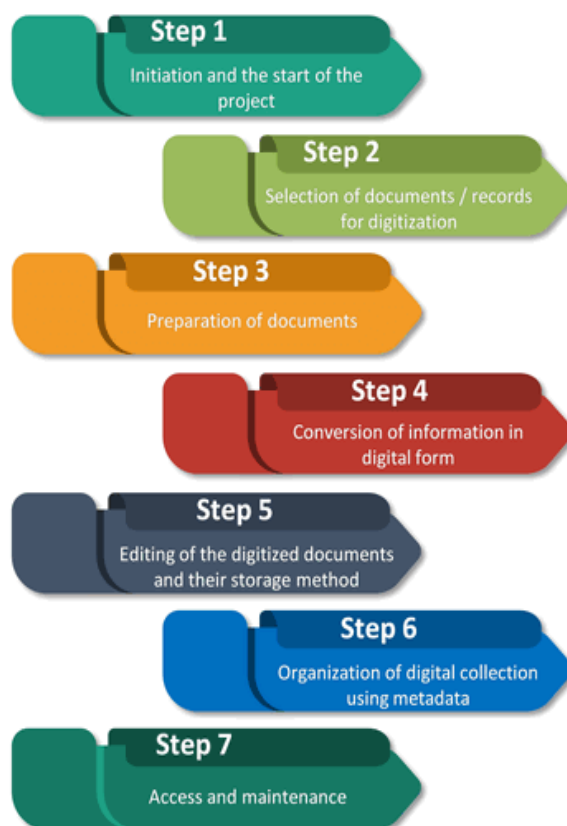 Step 1
Initiation and the start of the
project
Step 2
Selection of documents / records
for digitization
Step 3
Preparation of documents
Step 4
Conversion of information in
digital form
Step 5
Editing of the digitized documents
and their storage method
Step 6
Organization of digital collection
using metadata
Step 7
Access and maintenance